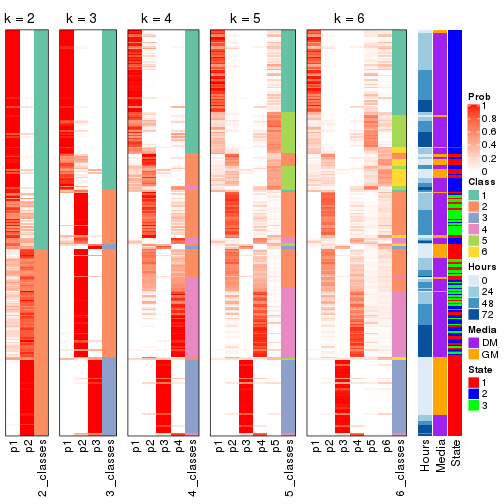 k = 2
k = 3
k = 4
k = 5
k = 6
p1
p2
2_classes
p1
p2
p3
3_classes
p1
p2
p3
p4
4_classes
p1
p2
p3
p4
p5
5_classes
p1
p2
p3
p4
p5
p6
6_classes
Hours
Media
State
Prob
1
0.8
0.6
0.4
0.2
0
Class
1
2
3
4
5
6
Hours
0
24
48
72
Media
DM
GM
State
1
2
3